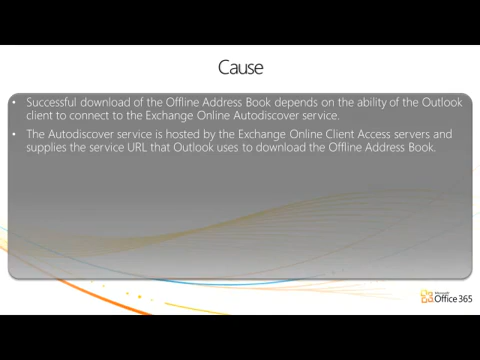 Cause
• Successful download of the Offline Address Book depends on the ability of the Outlook
client to connect to the Exchange Online Autodiscover service.
• The Autodiscover service is hosted by the Exchange Online Client Access servers and
supplies the service URL that Outlook uses to download the Offline Address Book.
Microsoft
Office 365